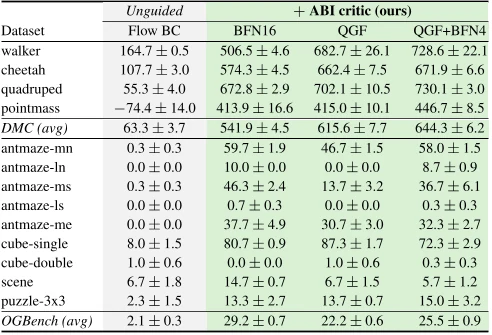 Unguided + ABI critic (ours)
Dataset Flow BC BFN16 QGF QGF+BFN4
walker 164.7 ± 0.5 506.5 ± 4.6 682.7 ± 26.1 728.6 ± 22.1
cheetah 107.7 ± 3.0 574.3 ± 4.5 662.4 ± 7.5 671.9 ± 6.6
quadruped 55.3 ± 4.0 672.8 ± 2.9 702.1 ± 10.5 730.1 ± 3.0
pointmass −74.4 ± 14.0 413.9 ± 16.6 415.0 ± 10.1 446.7 ± 8.5
DMC (avg) 63.3 ± 3.7 541.9 ± 4.5 615.6 ± 7.7 644.3 ± 6.2
antmaze-mn 0.3 ± 0.3 59.7 ± 1.9 46.7 ± 1.5 58.0 ± 1.5
antmaze-ln 0.0 ± 0.0 10.0 ± 0.0 0.0 ± 0.0 8.7 ± 0.9
antmaze-ms 0.3 ± 0.3 46.3 ± 2.4 13.7 ± 3.2 36.7 ± 6.1
antmaze-ls 0.0 ± 0.0 0.7 ± 0.3 0.0 ± 0.0 0.3 ± 0.3
antmaze-me 0.0 ± 0.0 37.7 ± 4.9 30.7 ± 3.0 32.3 ± 2.7
cube-single 8.0 ± 1.5 80.7 ± 0.9 87.3 ± 1.7 72.3 ± 2.9
cube-double 1.0 ± 0.6 0.0 ± 0.0 1.0 ± 0.6 0.3 ± 0.3
scene 6.7 ± 1.8 14.7 ± 0.7 6.7 ± 1.5 5.7 ± 1.2
puzzle-3x3 2.3 ± 1.5 13.3 ± 2.7 13.7 ± 0.7 15.0 ± 3.2
OGBench (avg) 2.1 ± 0.3 29.2 ± 0.7 22.2 ± 0.6 25.5 ± 0.9